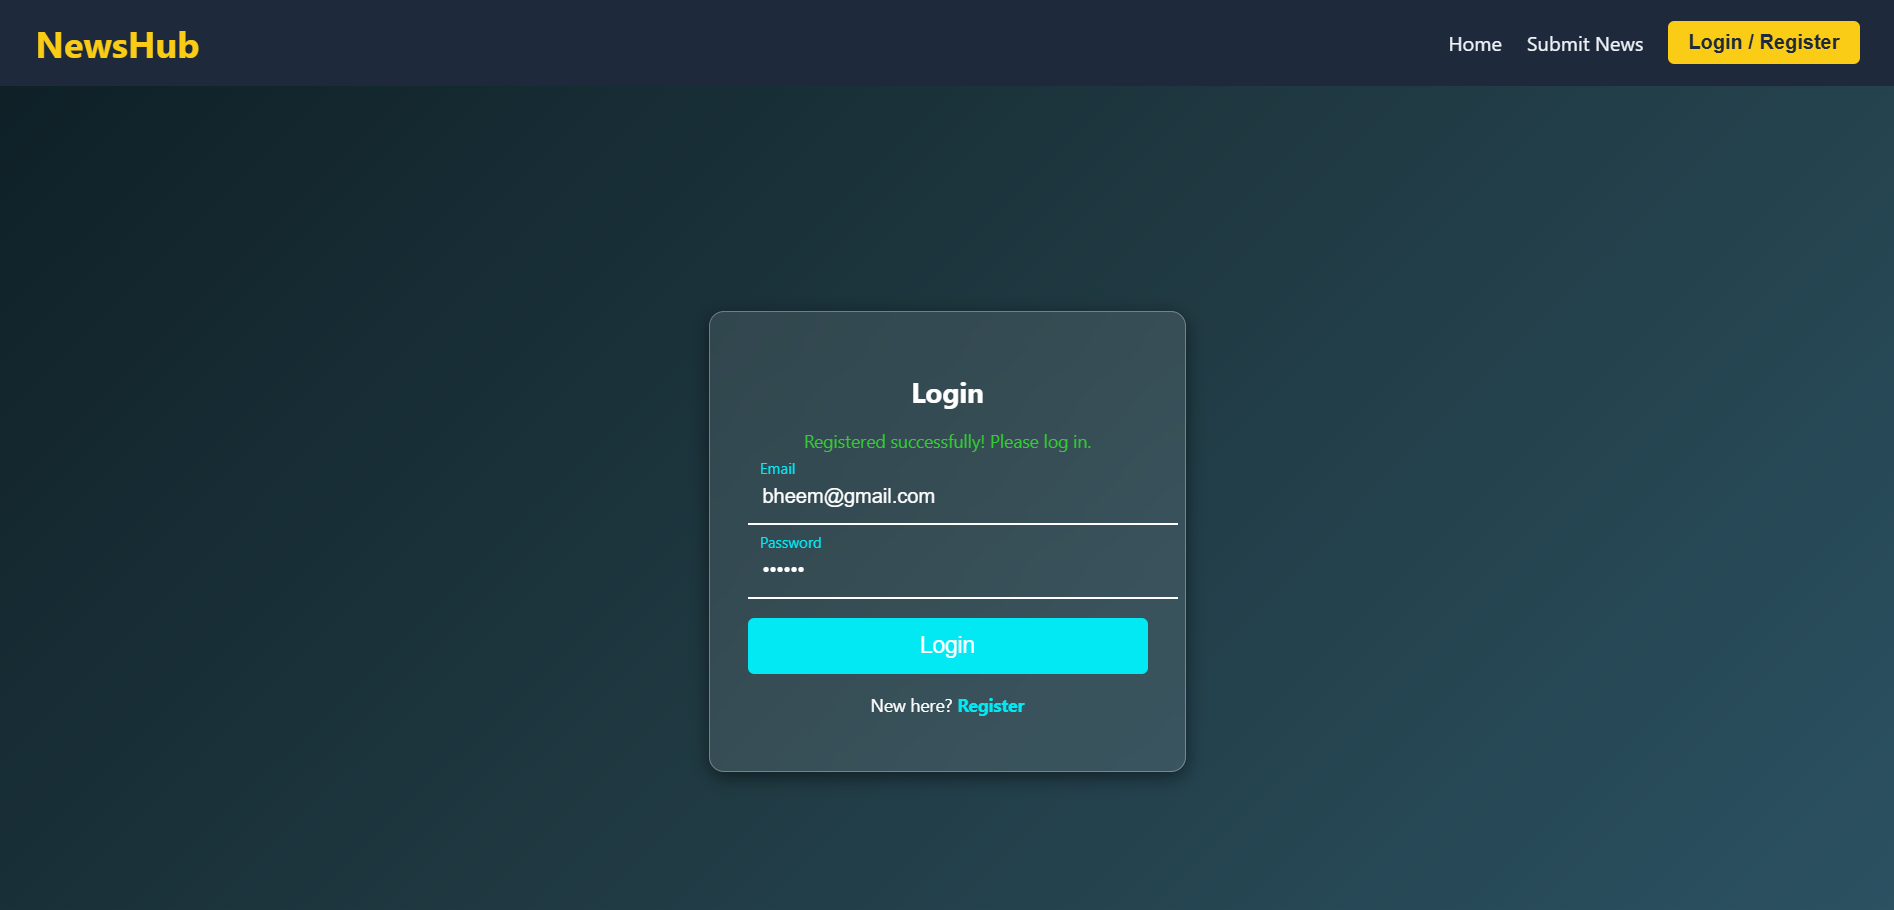 NewsHub
Home Submit News Login / Register
Login
Registered successfully! Please log in.
Email
bheem@gmail.com
Password
••••••
Login
New here? Register